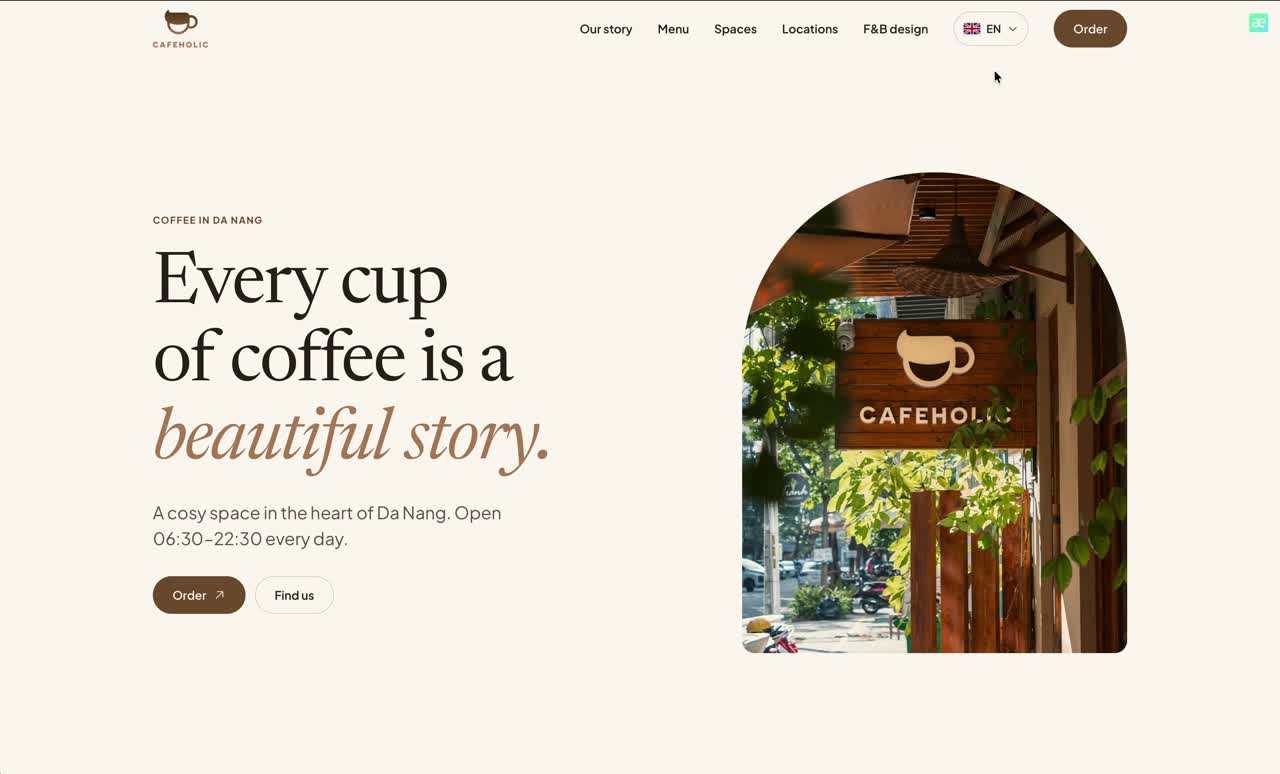 CAFEHOLIC
Our story
Menu
Spaces
Locations
F&B design
EN
Order
æ
COFFEE IN DA NANG
Every cup
of coffee is a
beautiful story.
A cosy space in the heart of Da Nang. Open
06:30–22:30 every day.
Order
Find us
CAFEHOLIC